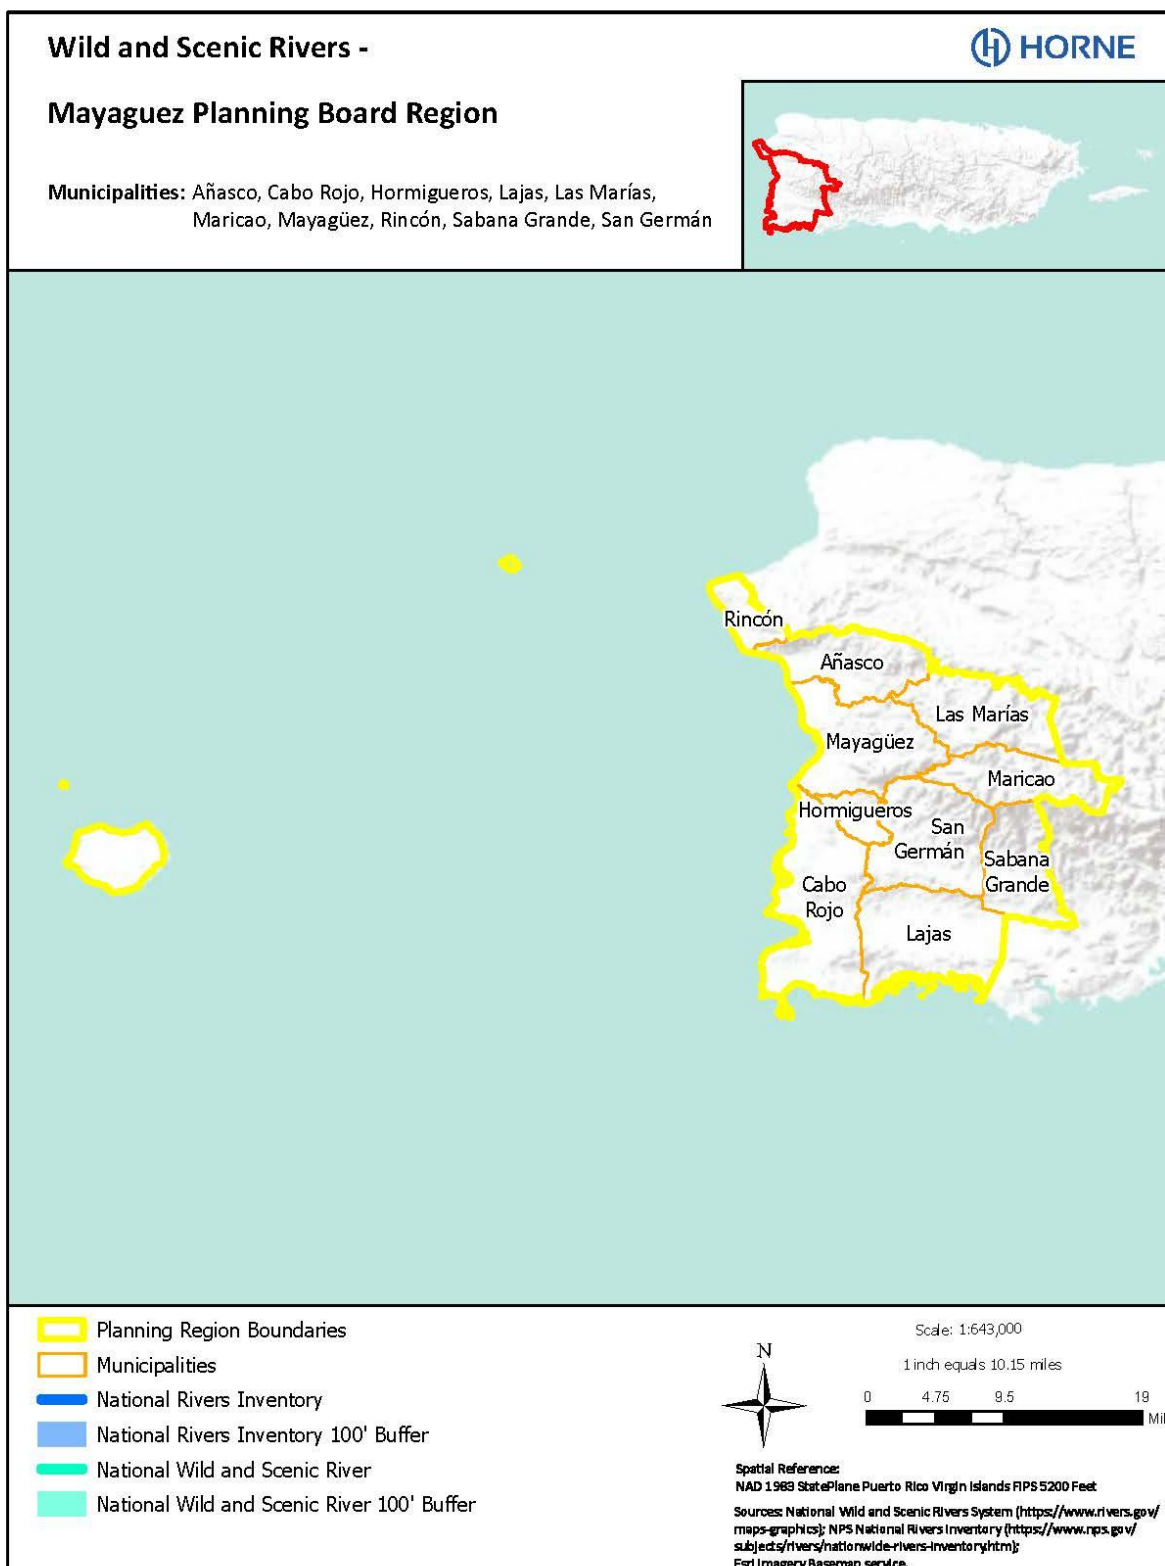 Wild and Scenic Rivers -
HORNE
Mayaguez Planning Board Region
Municipalities: Añasco, Cabo Rojo, Hormigueros, Lajas, Las Marías,
Maricao, Mayagüez, Rincón, Sabana Grande, San Germán
Rincón
Añasco
Las Marías
Mayagüez
Maricao
Hormigueros
San
Germán
Sabana
Grande
Cabo
Rojo
Lajas
Planning Region Boundaries
Municipalities
National Rivers Inventory
National Rivers Inventory 100' Buffer
National Wild and Scenic River
National Wild and Scenic River 100' Buffer
N
Scale: 1:643,000
1 inch equals 10.15 miles
0 4.75 9.5 19
Mil
Spatial Reference:
NAD 1983 StatePlane Puerto Rico Virgin Islands FIPS 5200 Feet
Sources: National Wild and Scenic Rivers System (https://www.rivers.gov/
maps-graphics); NPS National Rivers Inventory (https://www.nps.gov/
subjects/rivers/nationwide-rivers-inventory.htm);
Esri Imagery Basemap service.